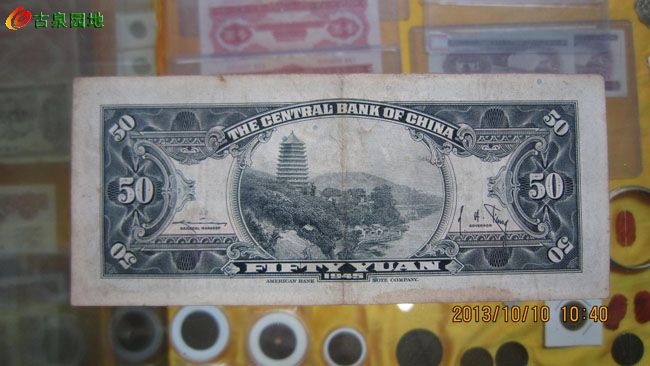 古泉园地
THE CENTRAL BANK OF CHINA
50
50
50
50
GENERAL MANAGER
GOVERNOR
50
50
FIFTY YUAN
1945
AMERICAN BANK NOTE COMPANY.
2013/10/10 10:40